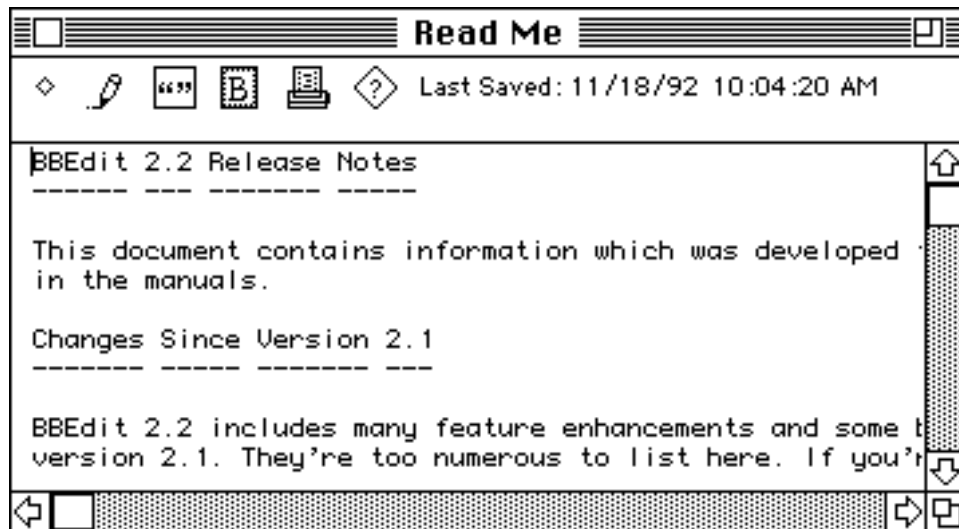 Read Me
“” B ? Last Saved: 11/18/92 10:04:20 AM
BBEdit 2.2 Release Notes
------ --- ------- -----
This document contains information which was developed
in the manuals.
Changes Since Version 2.1
------- ----- ------- ---
BBEdit 2.2 includes many feature enhancements and some
version 2.1. They're too numerous to list here. If